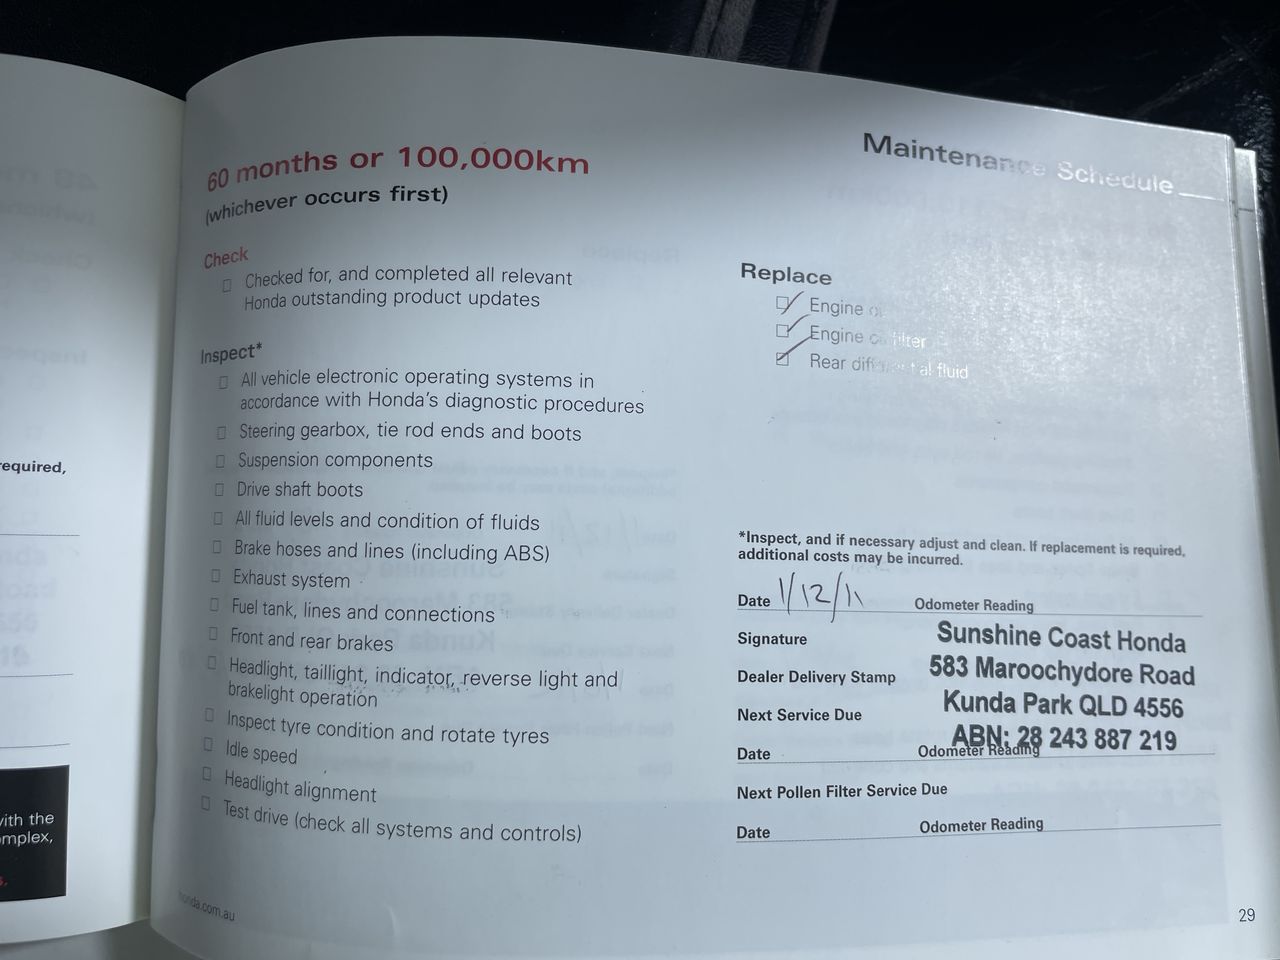 60 months or 100,000km
(whichever occurs first)
Maintenance Schedule
Check
Checked for, and completed all relevant
Honda outstanding product updates
Inspect*
All vehicle electronic operating systems in
accordance with Honda's diagnostic procedures
Steering gearbox, tie rod ends and boots
Suspension components
Drive shaft boots
All fluid levels and condition of fluids
Brake hoses and lines (including ABS)
Exhaust system
Fuel tank, lines and connections
Front and rear brakes
Headlight, taillight, indicator, reverse light and
brakelight operation
Inspect tyre condition and rotate tyres
Idle speed
Headlight alignment
Test drive (check all systems and controls)
Replace
Engine
Engine filter
Rear differential fluid
*Inspect, and if necessary adjust and clean. If replacement is required,
additional costs may be incurred.
Date 1/12/11 Odometer Reading
Signature
Dealer Delivery Stamp
Sunshine Coast Honda
583 Maroochydore Road
Kunda Park QLD 4556
ABN: 28 243 887 219
Next Service Due
Date Odometer Reading
Next Pollen Filter Service Due
Date Odometer Reading
honda.com.au
29
required,
with the
omplex,